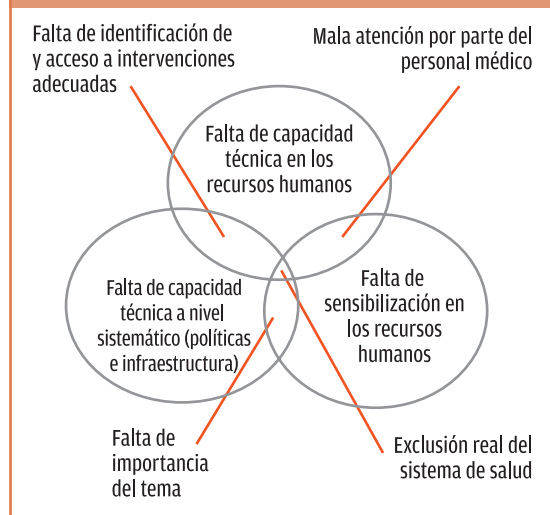 Falta de identificación de
y acceso a intervenciones
adecuadas
Mala atención por parte del
personal médico
Falta de capacidad
técnica en los
recursos humanos
Falta de capacidad
técnica a nivel
sistemático (políticas
e infraestructura)
Falta de
sensibilización en
los recursos
humanos
Falta de
importancia
del tema
Exclusión real del
sistema de salud